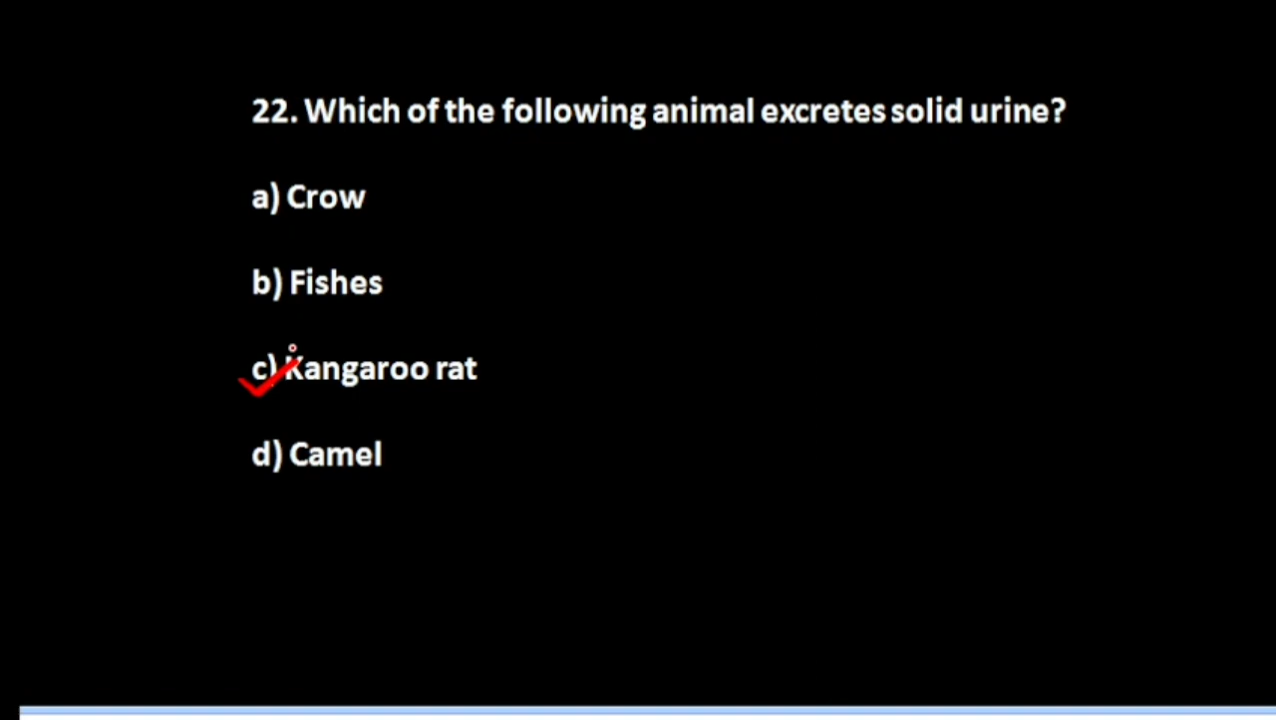 22. Which of the following animal excretes solid urine?
a) Crow
b) Fishes
c) Kangaroo rat
d) Camel